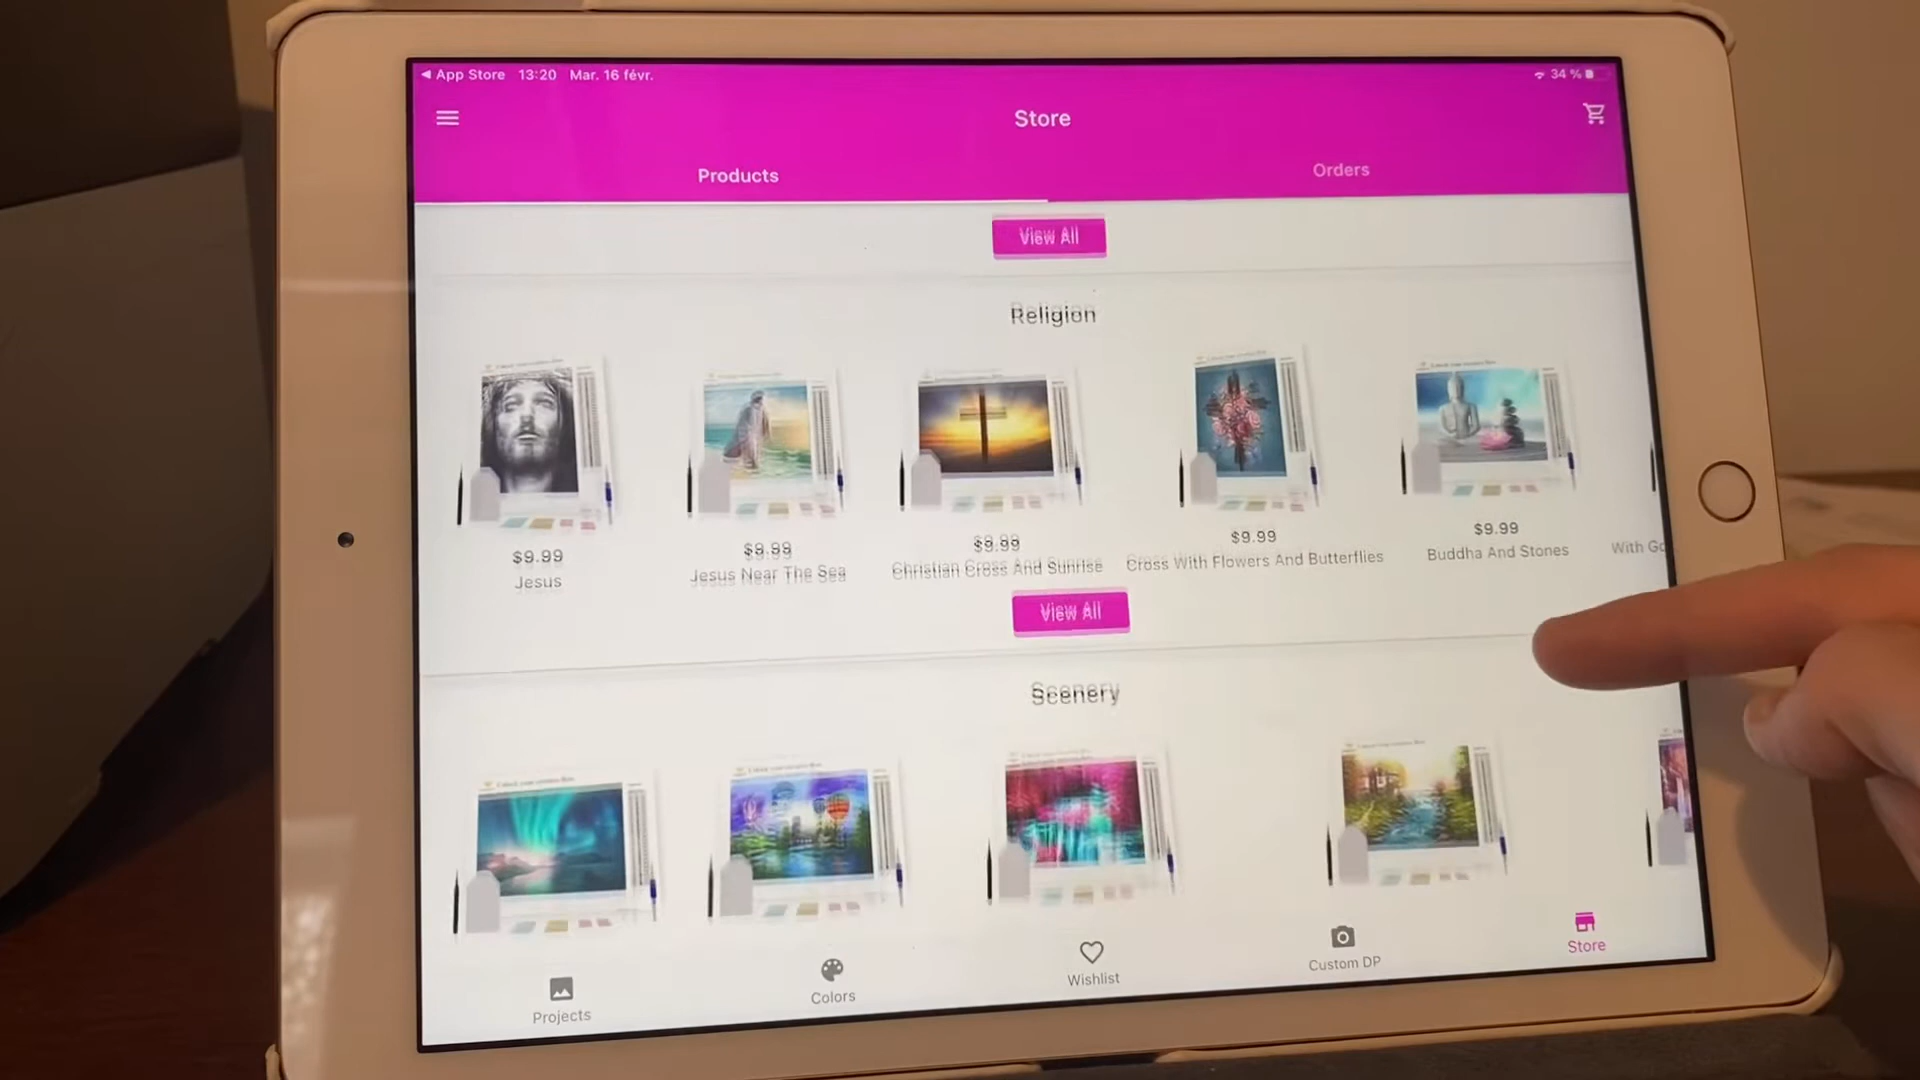 ◀ App Store 13:20 Mar. 16 févr.
34 %
Store
Products
Orders
View All
Religion
$9.99
$9.99
$9.99
$9.99
$9.99
Jesus
Jesus Near The Sea
Christian Cross And Sunrise
Cross With Flowers And Butterflies
Buddha And Stones
With Go
View All
Scenery
Projects
Colors
Wishlist
Custom DP
Store